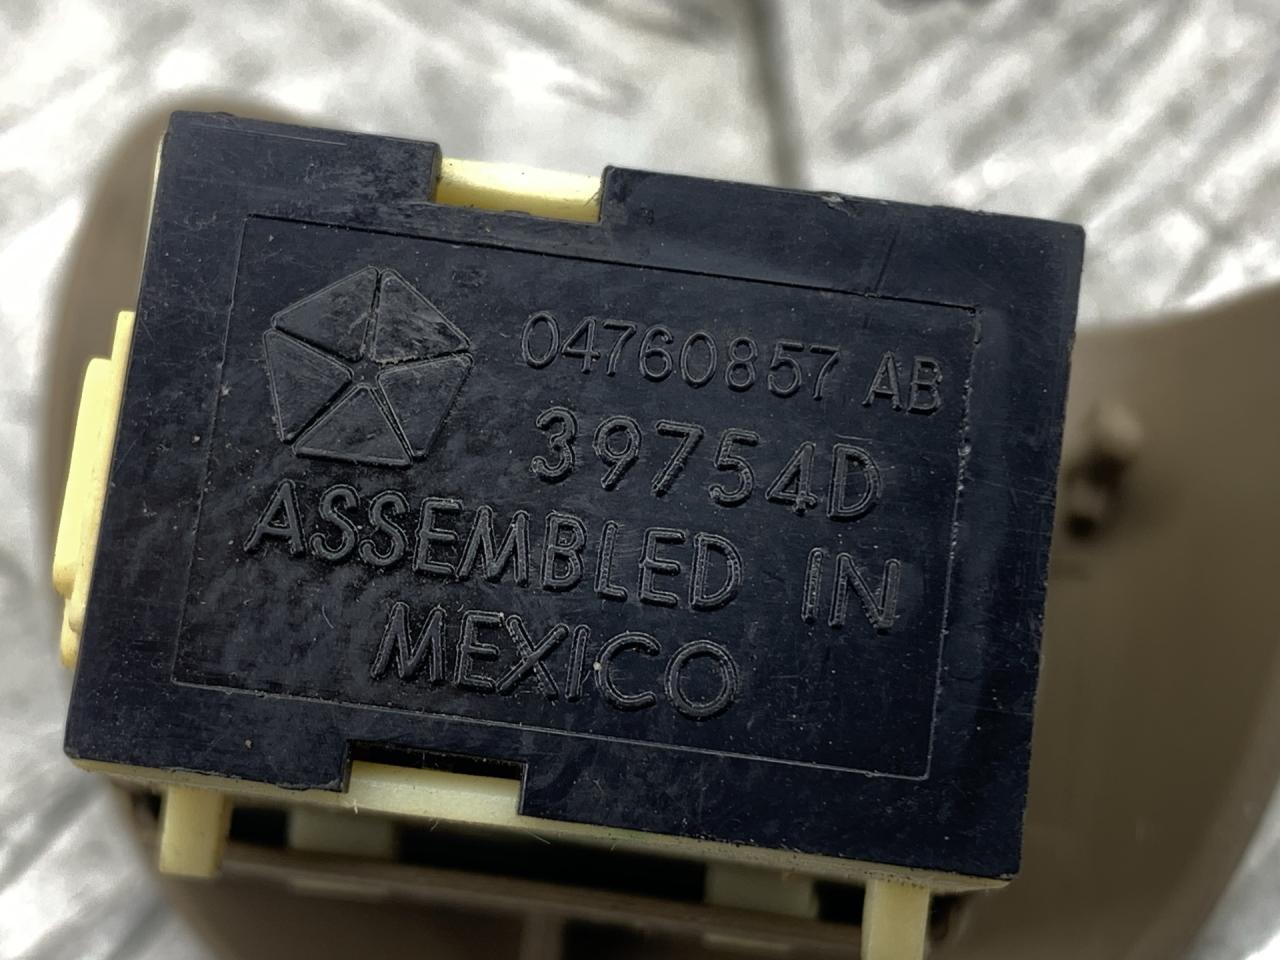 04760857 AB
39754D
ASSEMBLED IN
MEXICO